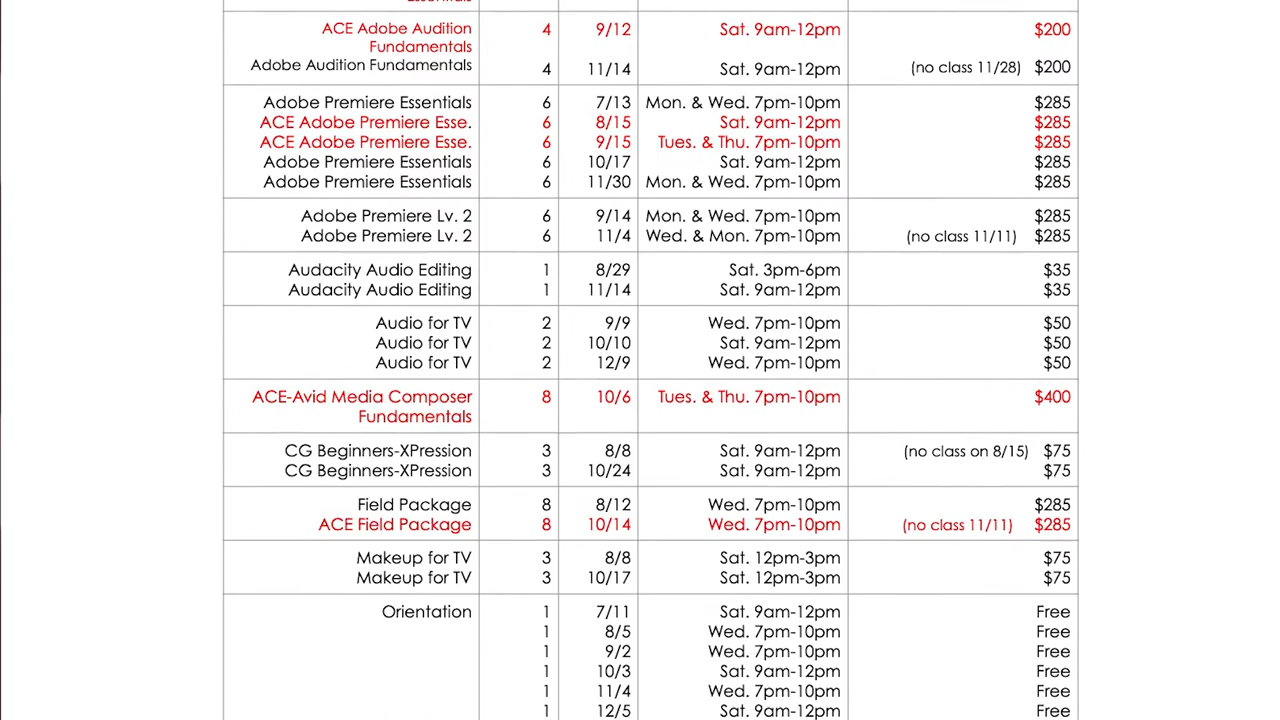 Essentials
ACE Adobe Audition 4 9/12 Sat. 9am-12pm $200
Fundamentals
Adobe Audition Fundamentals 4 11/14 Sat. 9am-12pm (no class 11/28) $200
Adobe Premiere Essentials 6 7/13 Mon. & Wed. 7pm-10pm $285
ACE Adobe Premiere Esse. 6 8/15 Sat. 9am-12pm $285
ACE Adobe Premiere Esse. 6 9/15 Tues. & Thu. 7pm-10pm $285
Adobe Premiere Essentials 6 10/17 Sat. 9am-12pm $285
Adobe Premiere Essentials 6 11/30 Mon. & Wed. 7pm-10pm $285
Adobe Premiere Lv. 2 6 9/14 Mon. & Wed. 7pm-10pm $285
Adobe Premiere Lv. 2 6 11/4 Wed. & Mon. 7pm-10pm (no class 11/11) $285
Audacity Audio Editing 1 8/29 Sat. 3pm-6pm $35
Audacity Audio Editing 1 11/14 Sat. 9am-12pm $35
Audio for TV 2 9/9 Wed. 7pm-10pm $50
Audio for TV 2 10/10 Sat. 9am-12pm $50
Audio for TV 2 12/9 Wed. 7pm-10pm $50
ACE-Avid Media Composer 8 10/6 Tues. & Thu. 7pm-10pm $400
Fundamentals
CG Beginners-XPression 3 8/8 Sat. 9am-12pm (no class on 8/15) $75
CG Beginners-XPression 3 10/24 Sat. 9am-12pm $75
Field Package 8 8/12 Wed. 7pm-10pm $285
ACE Field Package 8 10/14 Wed. 7pm-10pm (no class 11/11) $285
Makeup for TV 3 8/8 Sat. 12pm-3pm $75
Makeup for TV 3 10/17 Sat. 12pm-3pm $75
Orientation 1 7/11 Sat. 9am-12pm Free
1 8/5 Wed. 7pm-10pm Free
1 9/2 Wed. 7pm-10pm Free
1 10/3 Sat. 9am-12pm Free
1 11/4 Wed. 7pm-10pm Free
1 12/5 Sat. 9am-12pm Free